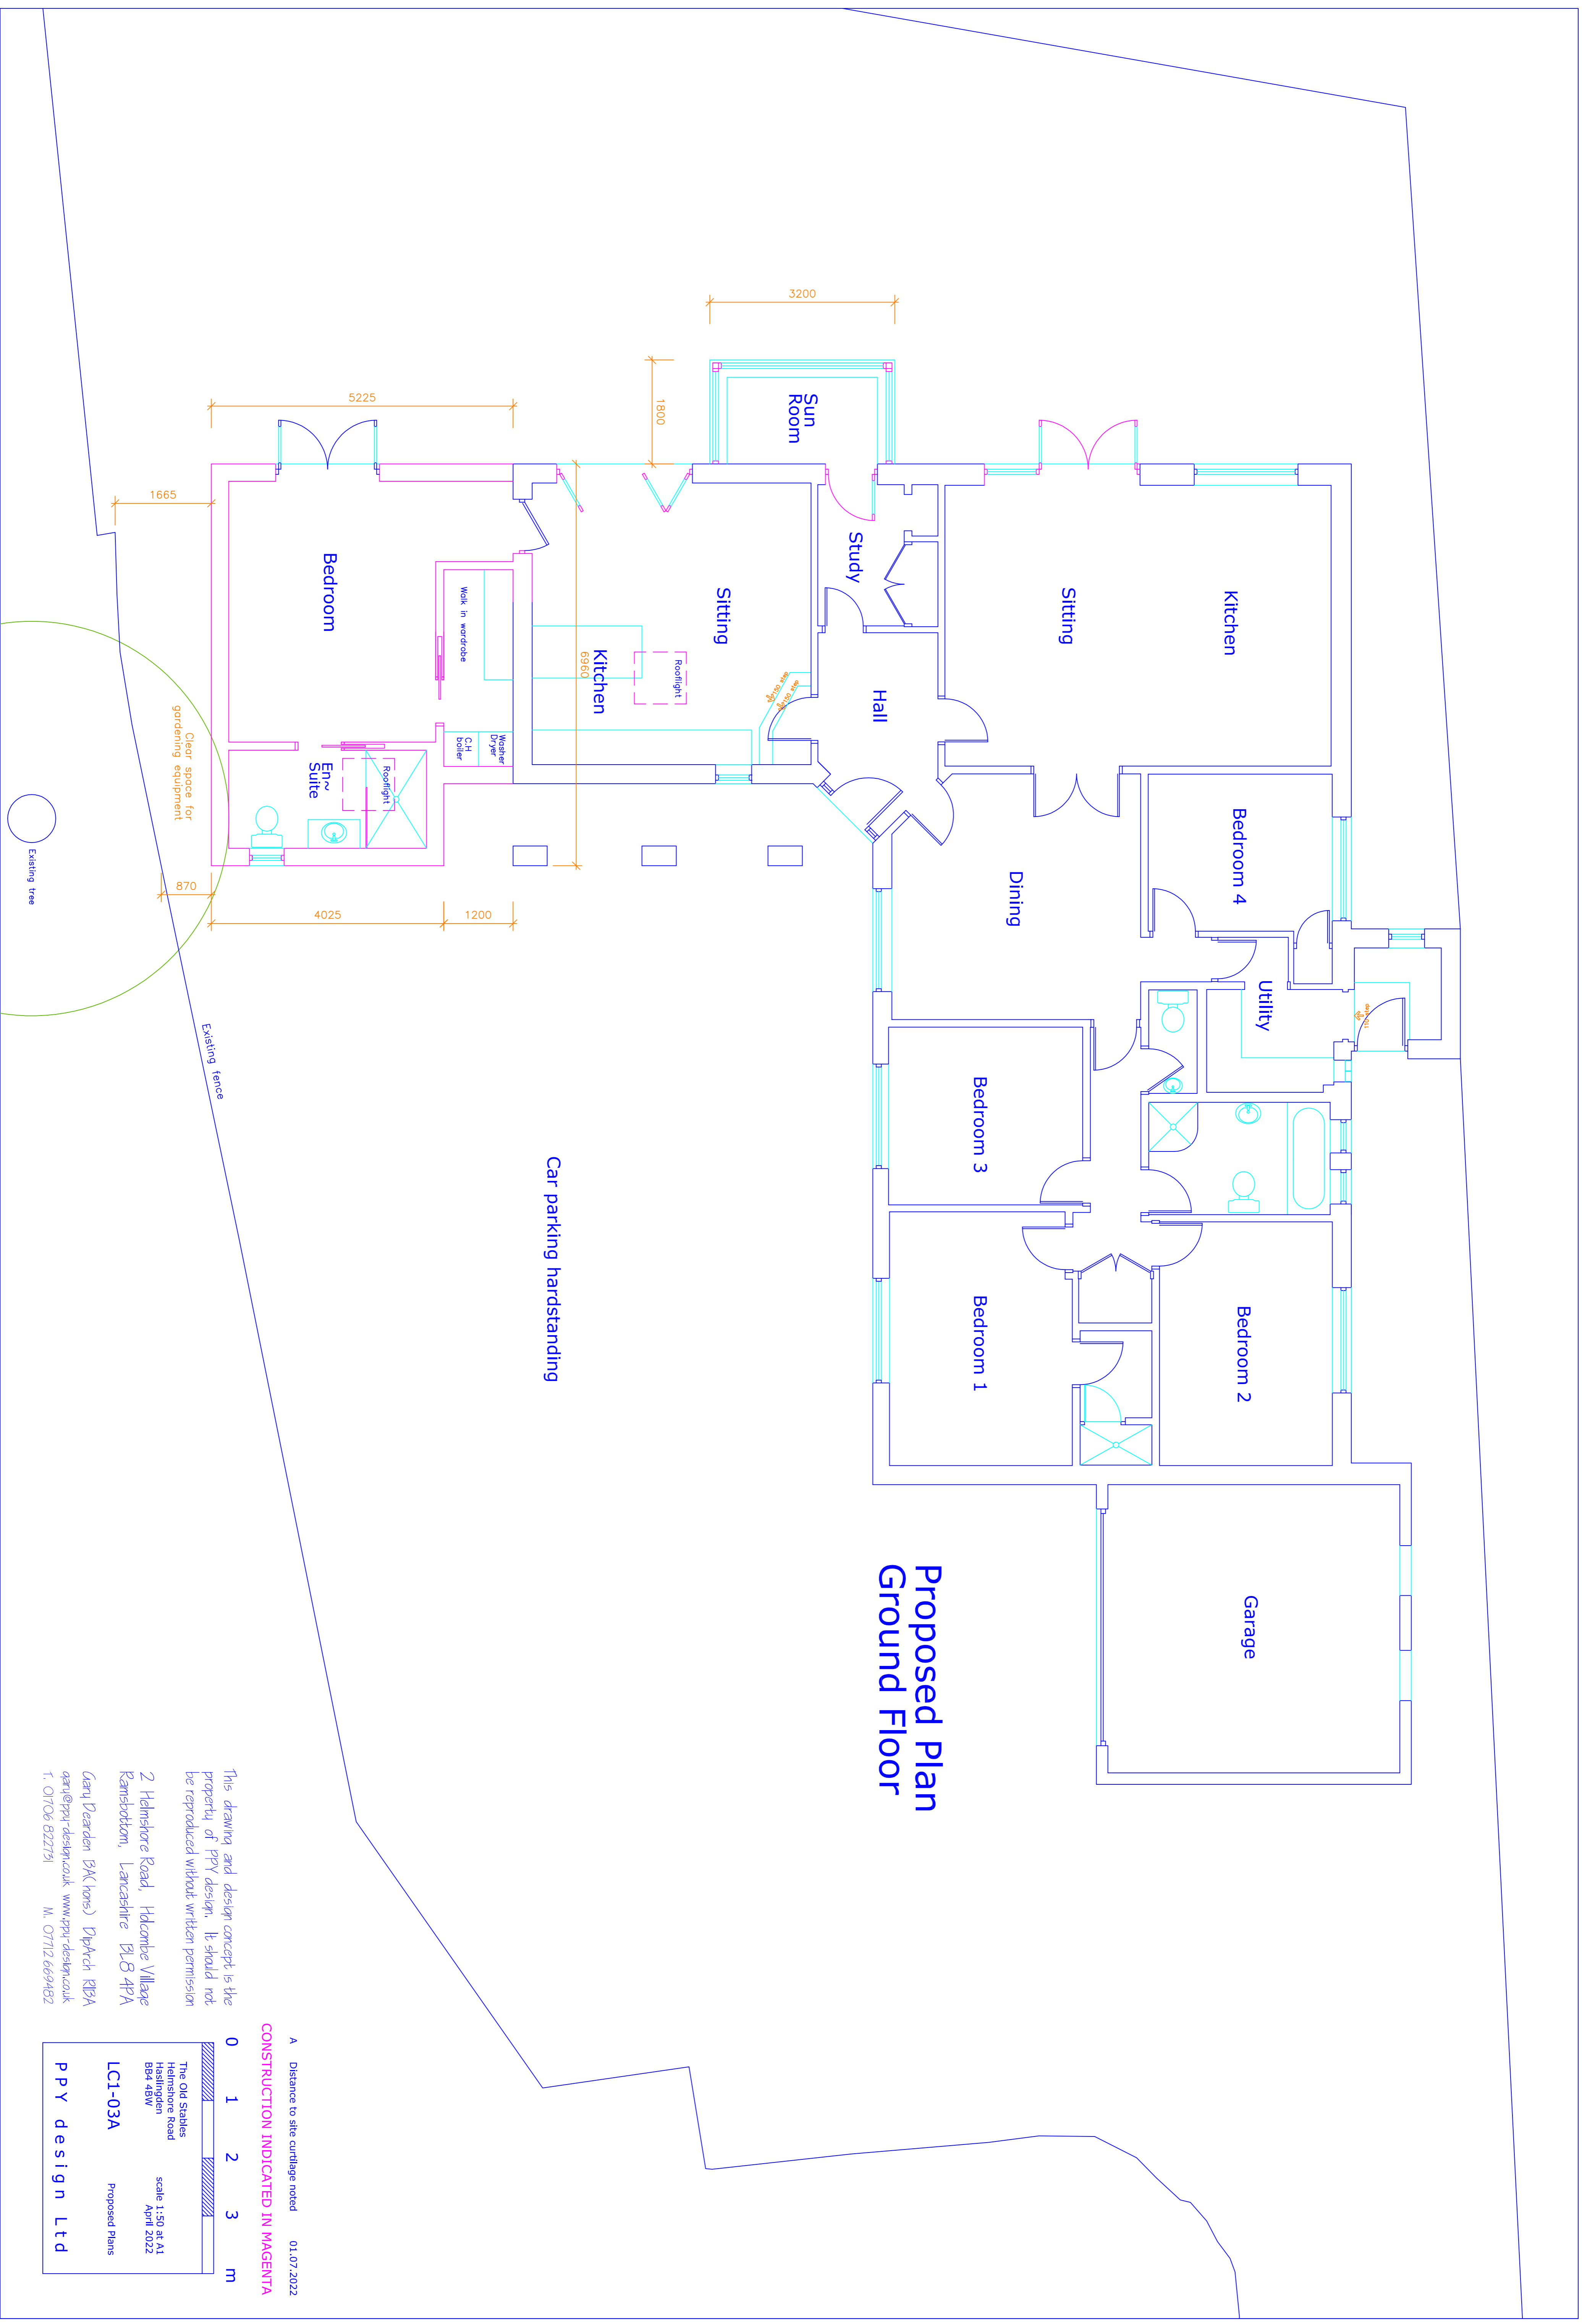 Kitchen
Sitting
Bedroom 4
Utility
150 step
Bedroom 2
Garage
3200
1800
Sun
Room
Study
Hall
Dining
Bedroom 3
Bedroom 1
Proposed Plan
Ground Floor
Sitting
Kitchen
Rooflight
150 step
150 step
6960
5225
1665
Bedroom
Walk in wardrobe
Washer
Dryer
C.H
boiler
En~
Suite
Rooflight
1200
4025
870
Clear space for
gardening equipment
Existing tree
Existing fence
Car parking hardstanding
This drawing and design concept is the
property of PPY design. It should not
be reproduced without written permission
2 Helmshore Road, Holcombe Village
Ramsbottom, Lancashire BL8 4PA
Gary Dearden BA(hons) DipArch RIBA
gary@ppy-design.co.uk www.ppy-design.co.uk
T. 01706 822731 M. 07712 669482
A Distance to site curtilage noted 01.07.2022
CONSTRUCTION INDICATED IN MAGENTA
0 1 2 3 m
The Old Stables
Helmshore Road
Haslingden
BB4 4BW
scale 1:50 at A1
April 2022
LC1-03A Proposed Plans
PPY design Ltd